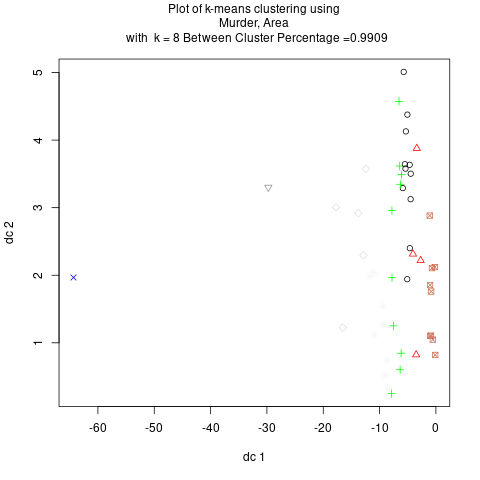 Plot of k-means clustering using
Murder, Area
with k = 8 Between Cluster Percentage =0.9909
5
4
3
2
1
dc 2
-60 -50 -40 -30 -20 -10 0
dc 1